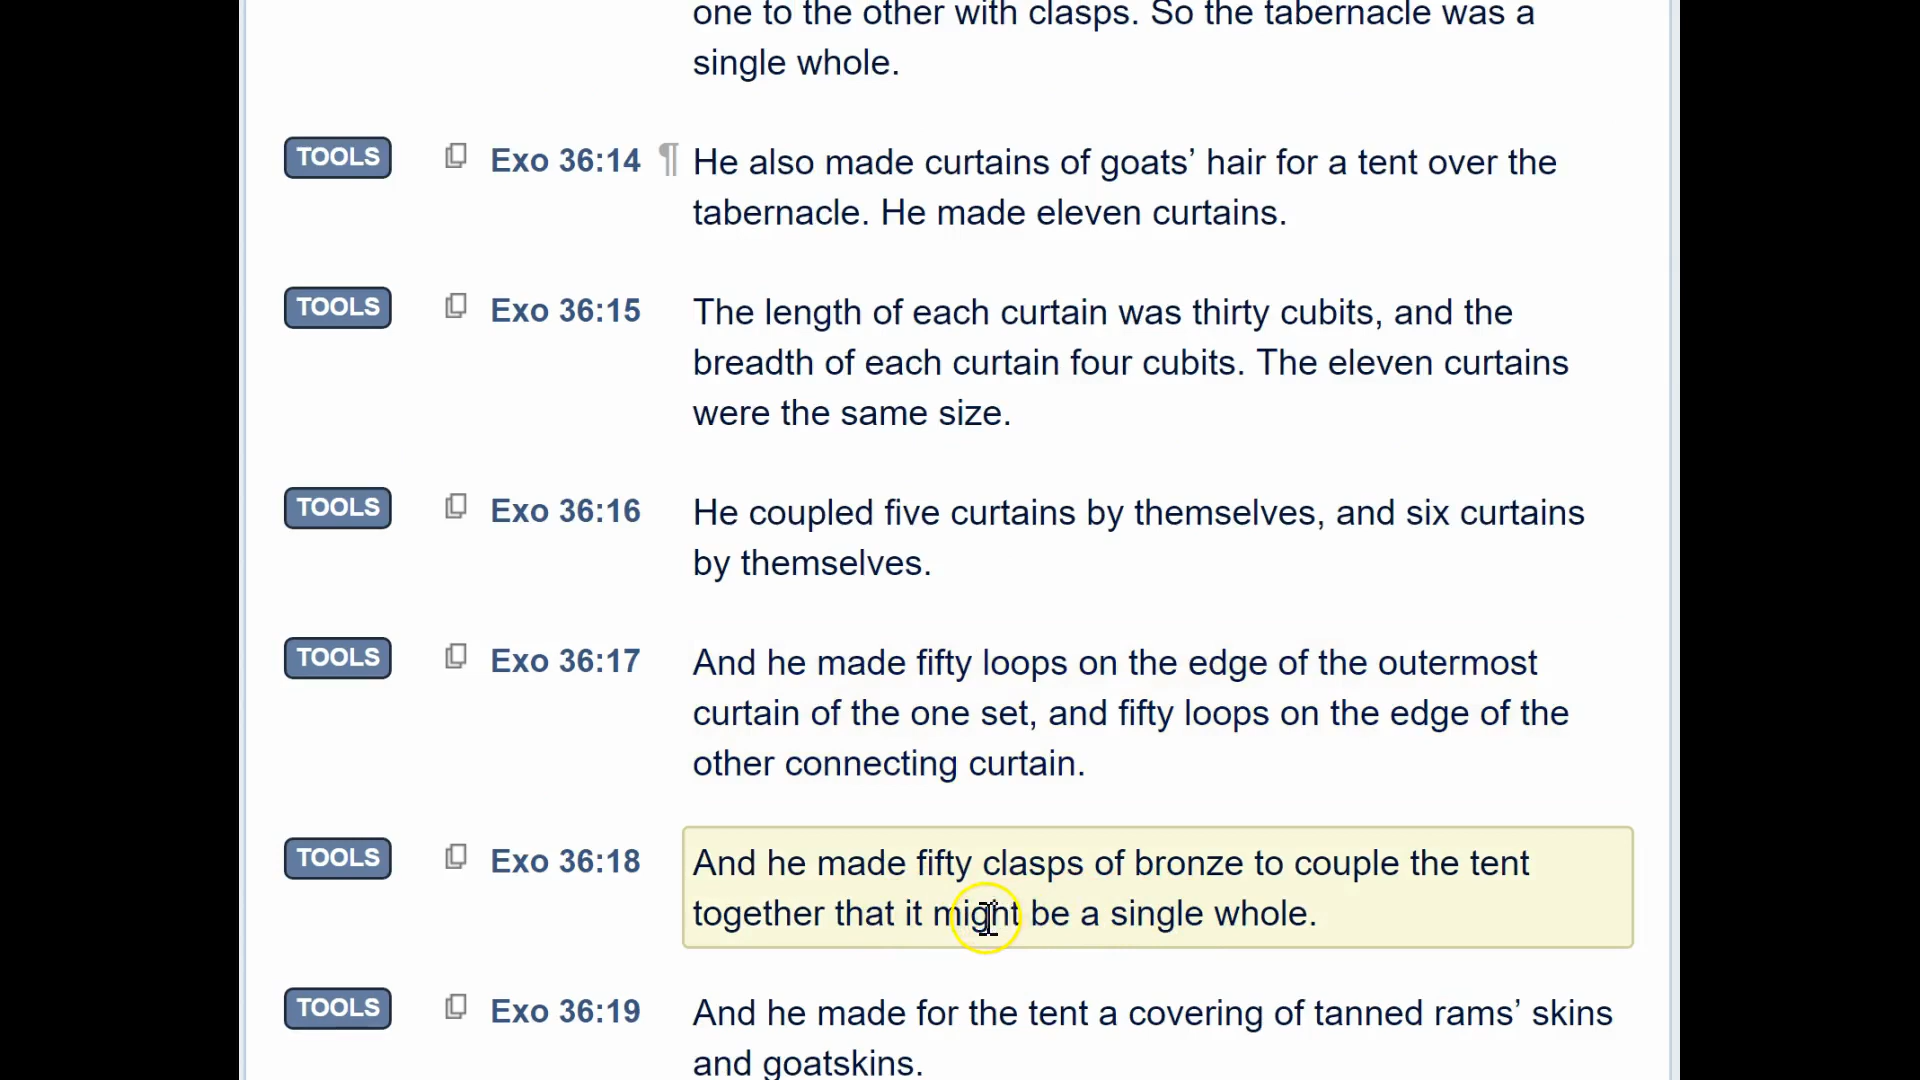 one to the other with clasps. So the tabernacle was a
single whole.
TOOLS Exo 36:14 ¶ He also made curtains of goats’ hair for a tent over the
tabernacle. He made eleven curtains.
TOOLS Exo 36:15 The length of each curtain was thirty cubits, and the
breadth of each curtain four cubits. The eleven curtains
were the same size.
TOOLS Exo 36:16 He coupled five curtains by themselves, and six curtains
by themselves.
TOOLS Exo 36:17 And he made fifty loops on the edge of the outermost
curtain of the one set, and fifty loops on the edge of the
other connecting curtain.
TOOLS Exo 36:18 And he made fifty clasps of bronze to couple the tent
together that it might be a single whole.
TOOLS Exo 36:19 And he made for the tent a covering of tanned rams’ skins
and goatskins.